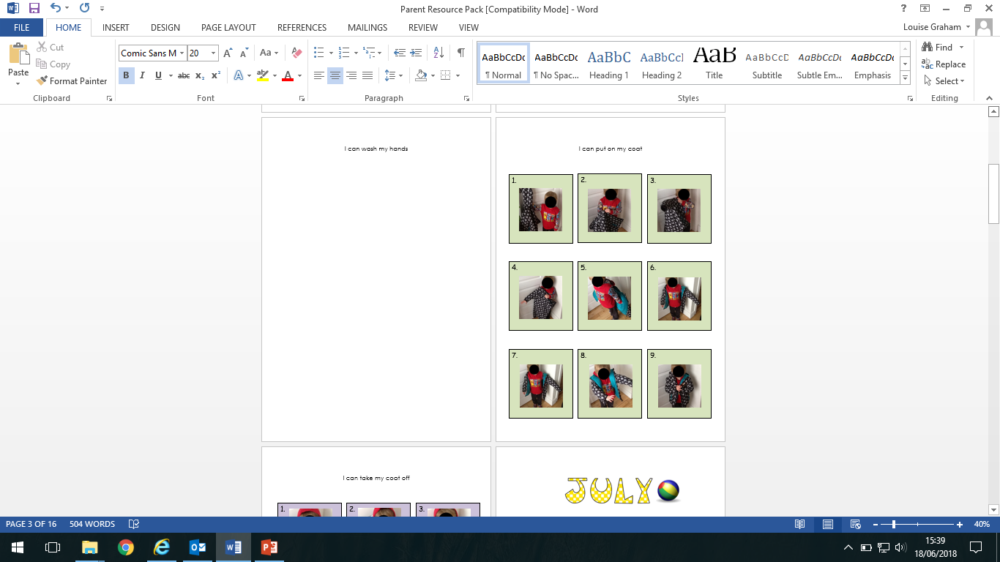 Parent Resource Pack [Compatibility Mode] - Word
?
FILE HOME INSERT DESIGN PAGE LAYOUT REFERENCES MAILINGS REVIEW VIEW
Louise Graham
Paste
Cut
Copy
Format Painter
Clipboard
Comic Sans M 20
Aa
B I U abc x₂ x² A ab A
Font
Paragraph
AaBbCcDc AaBbCcDc AaBbC AaBbCcI AaB AaBbCcD AaBbCcDc AaBbCcDc
¶ Normal ¶ No Spac... Heading 1 Heading 2 Title Subtitle Subtle Em... Emphasis
Styles
Find
Replace
Select
Editing
I can wash my hands
I can put on my coat
1. 2. 3.
4. 5. 6.
7. 8. 9.
I can take my coat off
1. 2. 3.
JULY
PAGE 3 OF 16 504 WORDS
40%
15:39
18/06/2018